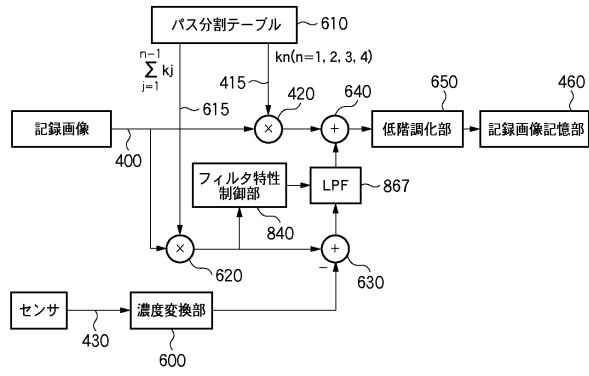 パス分割テーブル
610
n-1
Σ kj
j=1
kn(n=1, 2, 3, 4)
415
615
420
640
650
460
記録画像
400
×
+
低階調化部
記録画像記憶部
フィルタ特性
制御部
LPF
867
840
×
620
+
−
630
センサ
430
濃度変換部
600